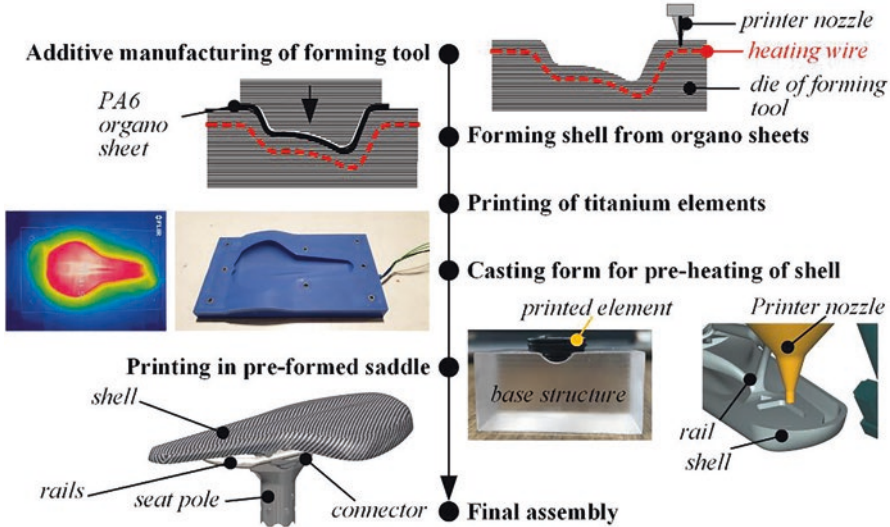 Additive manufacturing of forming tool
printer nozzle
heating wire
die of forming
tool
PA6
organo
sheet
Forming shell from organo sheets
Printing of titanium elements
FLIR
Casting form for pre-heating of shell
printed element
Printer nozzle
base structure
rail
shell
Printing in pre-formed saddle
shell
rails
seat pole
connector
Final assembly